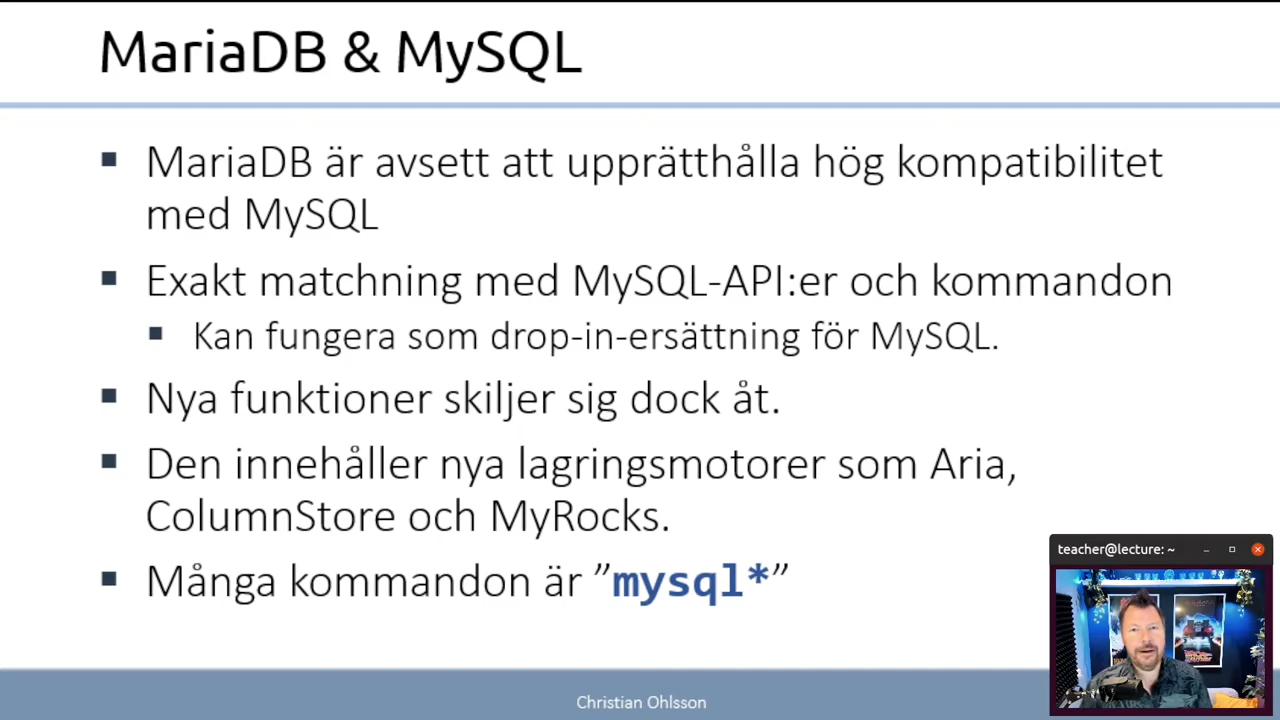 MariaDB & MySQL
MariaDB är avsett att upprätthålla hög kompatibilitet
med MySQL
Exakt matchning med MySQL-API:er och kommandon
Kan fungera som drop-in-ersättning för MySQL.
Nya funktioner skiljer sig dock åt.
Den innehåller nya lagringsmotorer som Aria,
ColumnStore och MyRocks.
Många kommandon är ”mysql*”
teacher@lecture: ~
Christian Ohlsson